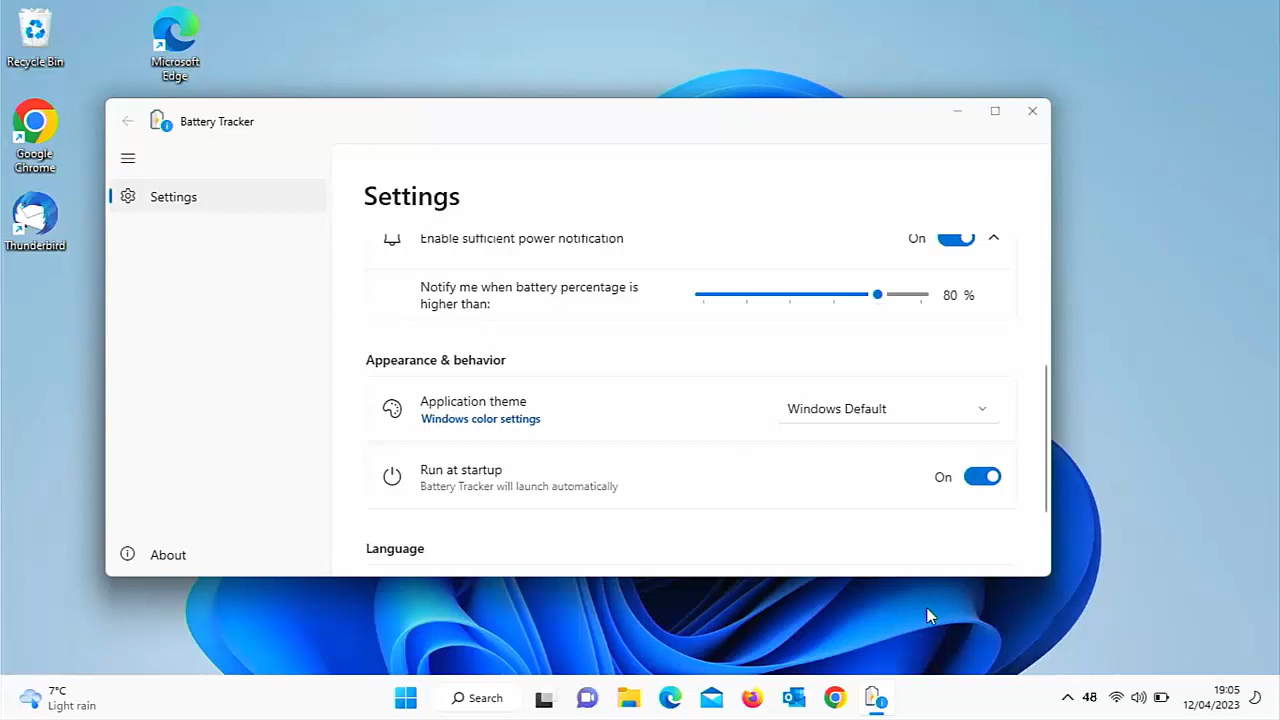 Recycle Bin
Microsoft
Edge
Google
Chrome
Thunderbird
Battery Tracker
Settings
Settings
Enable sufficient power notification
On
Notify me when battery percentage is
higher than:
80 %
Appearance & behavior
Application theme
Windows color settings
Windows Default
Run at startup
Battery Tracker will launch automatically
On
Language
About
7°C
Light rain
Search
48
19:05
12/04/2023